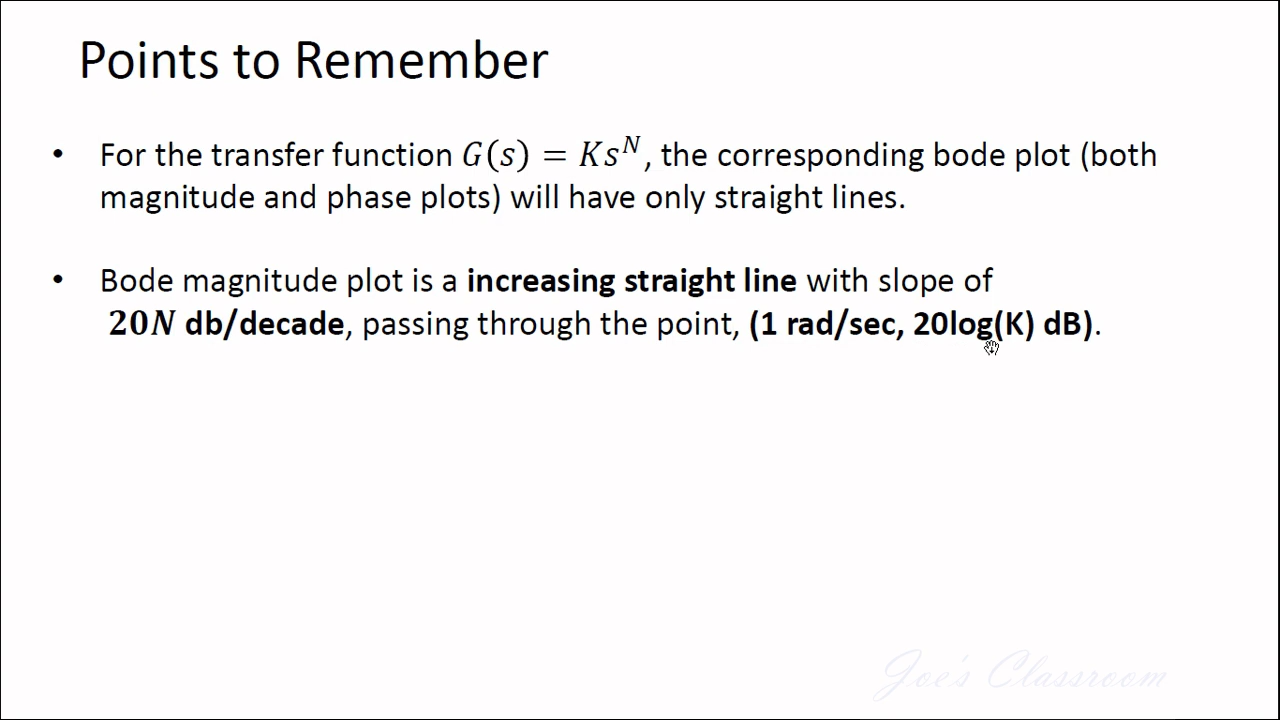 Points to Remember
• For the transfer function G(s) = Ks^N, the corresponding bode plot (both
magnitude and phase plots) will have only straight lines.
• Bode magnitude plot is a increasing straight line with slope of
20N db/decade, passing through the point, (1 rad/sec, 20log(K) dB).
Joe's Classroom